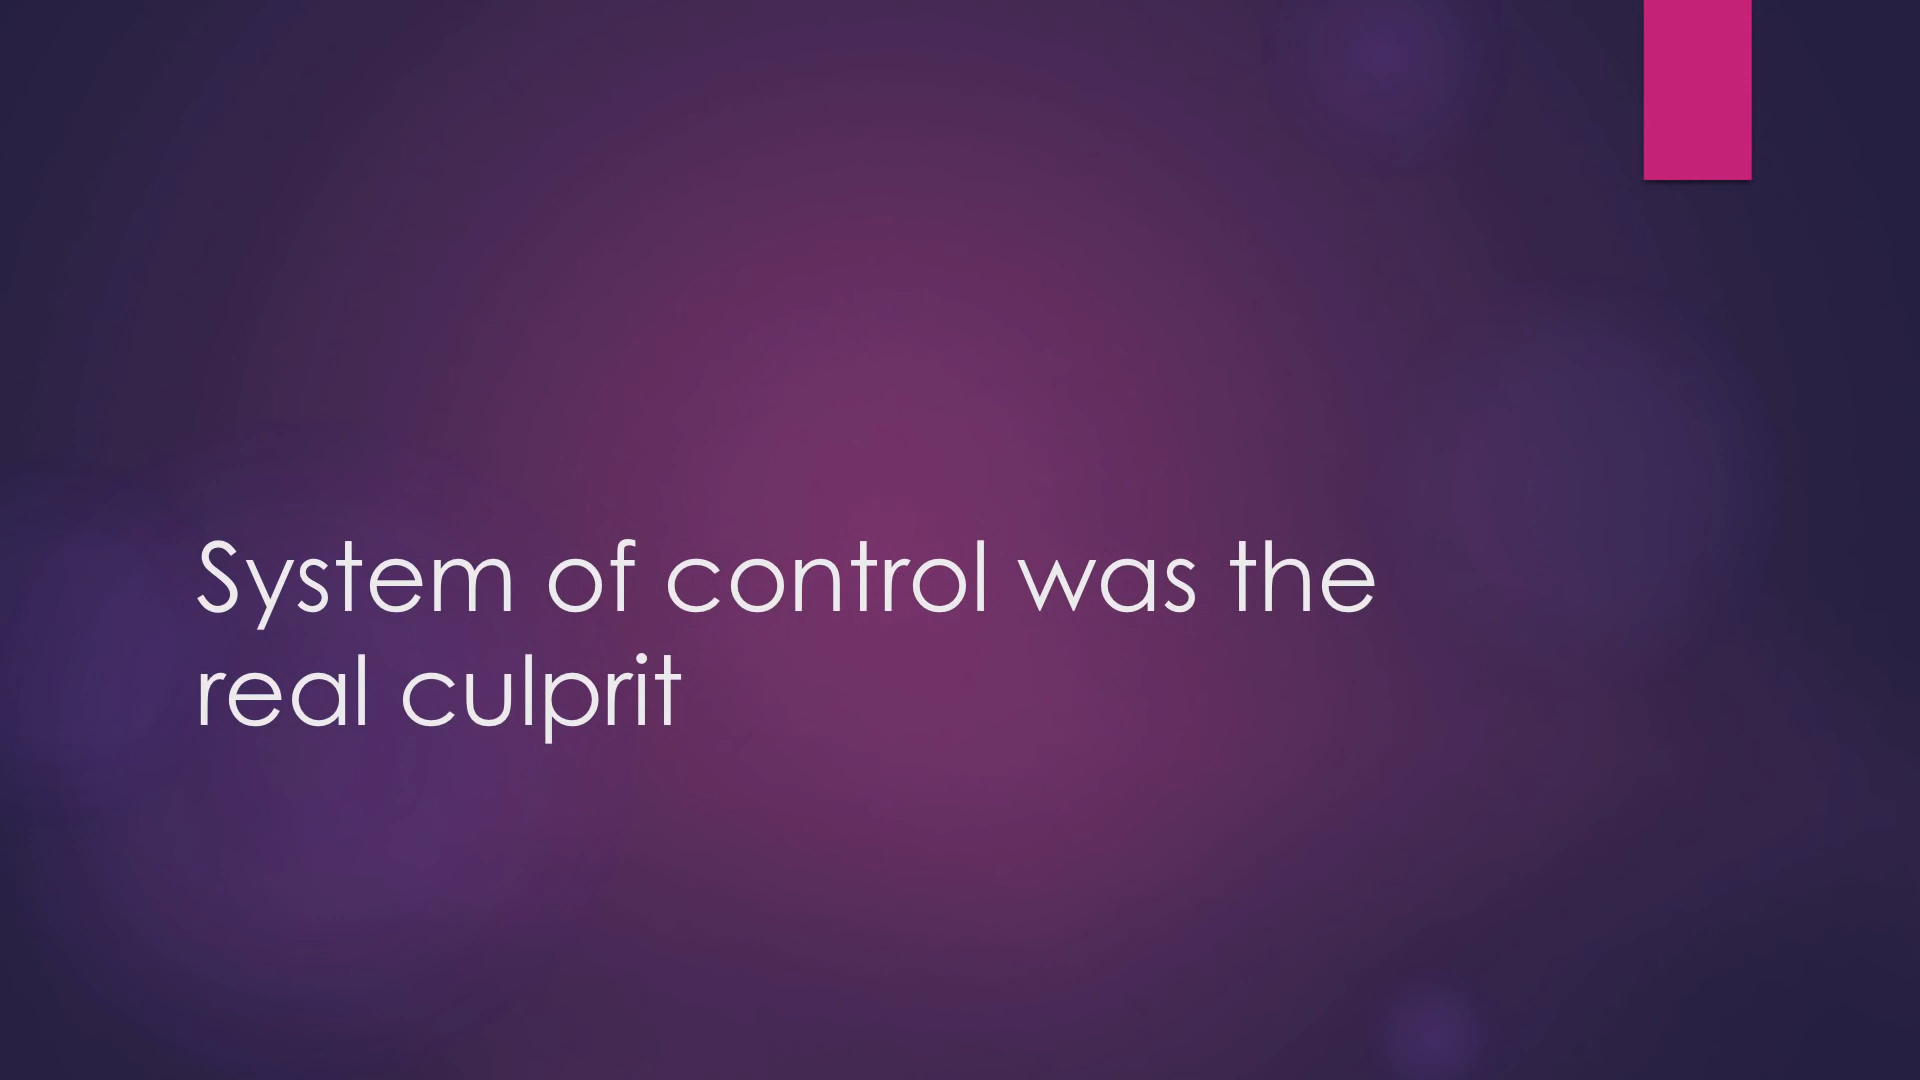 System of control was the
real culprit